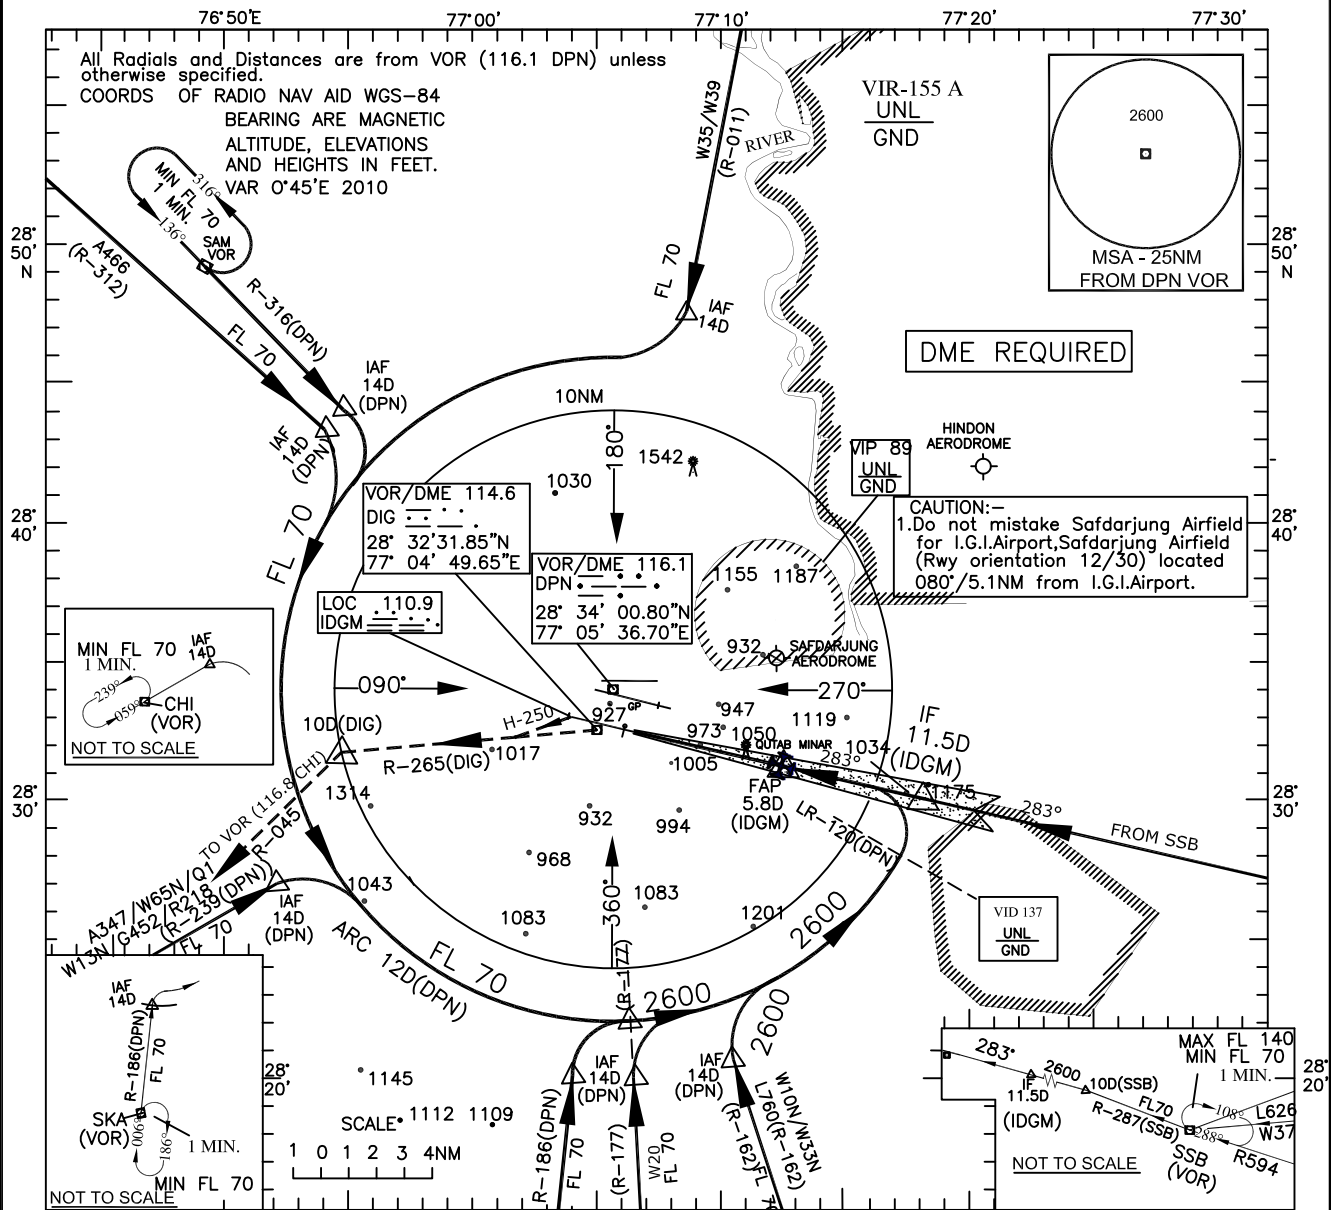 76°50'E
77°00'
77°10'
77°20'
77°30'
All Radials and Distances are from VOR (116.1 DPN) unless
otherwise specified.
COORDS OF RADIO NAV AID WGS-84
BEARING ARE MAGNETIC
ALTITUDE, ELEVATIONS
AND HEIGHTS IN FEET.
VAR 0°45'E 2010
VIR-155 A
UNL
GND
2600
MSA - 25NM
FROM DPN VOR
W35/W39
(R-011)
RIVER
MIN FL 70
1 MIN.
316°
136°
SAM
VOR
28°
50'
N
28°
50'
N
A466
(R-312)
R-316(DPN)
FL 70
FL 70
IAF
14D
DME REQUIRED
IAF
14D
(DPN)
IAF
14D
(DPN)
10NM
180°
1542
1030
VIP 89
UNL
GND
HINDON
AERODROME
28°
40'
28°
40'
CAUTION:-
1.Do not mistake Safdarjung Airfield
for I.G.I.Airport,Safdarjung Airfield
(Rwy orientation 12/30) located
080°/5.1NM from I.G.I.Airport.
FL 70
VOR/DME 114.6
DIG
28° 32'31.85"N
77° 04' 49.65"E
VOR/DME 116.1
DPN
28° 34' 00.80"N
77° 05' 36.70"E
LOC 110.9
IDGM
1155
1187
932
SAFDARJUNG
AERODROME
MIN FL 70
1 MIN.
IAF
14D
239°
059°
CHI
(VOR)
NOT TO SCALE
090°
270°
GP
927
947
1119
973
1050
QUTAB MINAR
1034
283°
IF
11.5D
(IDGM)
1175
10D(DIG)
H-250
R-265(DIG)
1017
1005
FAP
5.8D
(IDGM)
283°
FROM SSB
28°
30'
28°
30'
1314
932
994
LR-120(DPN)
TO VOR (116.8 CHI)
R-045
968
1043
1083
1083
1201
360°
A347/W65N/Q1
W13N/G452/R218
(R-239(DPN))
FL 70
IAF
14D
(DPN)
ARC 12D(DPN)
FL 70
(R-177)
2600
2600
2600
VID 137
UNL
GND
IAF
14D
R-186(DPN)
FL 70
SKA
(VOR)
006°
186°
1 MIN.
MIN FL 70
NOT TO SCALE
1145
1112
1109
SCALE
1 0 1 2 3 4NM
IAF
14D
(DPN)
IAF
14D
(DPN)
R-186(DPN)
FL 70
(R-177)
W20
FL 70
W10N/W33N
L760(R-162)
(R-162)
FL 70
28°
20'
28°
20'
MAX FL 140
MIN FL 70
1 MIN.
283°
2600
10D(SSB)
IF
11.5D
(IDGM)
FL70
R-287(SSB)
108°
288°
L626
W37
R594
SSB
(VOR)
NOT TO SCALE